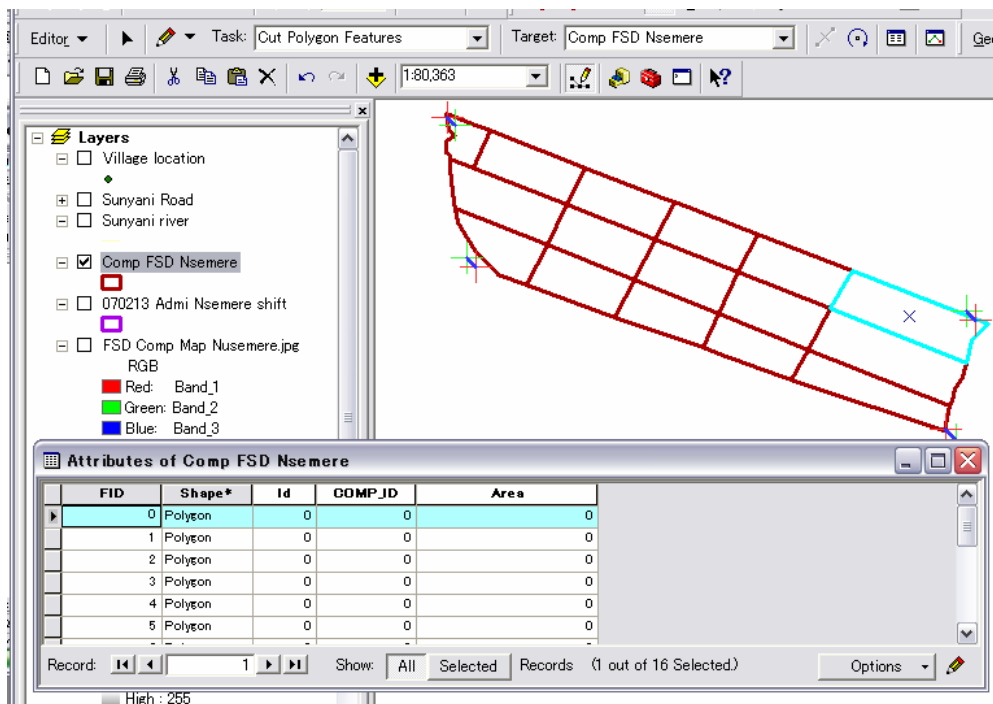 Editor Task: Cut Polygon Features Target: Comp FSD Nsemere
1:80,363
Layers
Village location
Sunyani Road
Sunyani river
Comp FSD Nsemere
070213 Admi Nsemere shift
FSD Comp Map Nusemere.jpg
RGB
Red: Band_1
Green: Band_2
Blue: Band_3
Attributes of Comp FSD Nsemere
FID Shape* Id COMP_ID Area
0 Polygon 0 0 0
1 Polygon 0 0 0
2 Polygon 0 0 0
3 Polygon 0 0 0
4 Polygon 0 0 0
5 Polygon 0 0 0
Record: 1 Show: All Selected Records (1 out of 16 Selected.) Options
High : 255